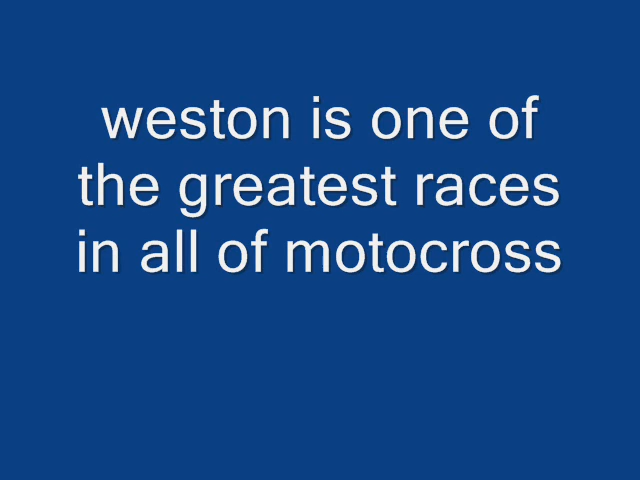 weston is one of
the greatest races
in all of motocross